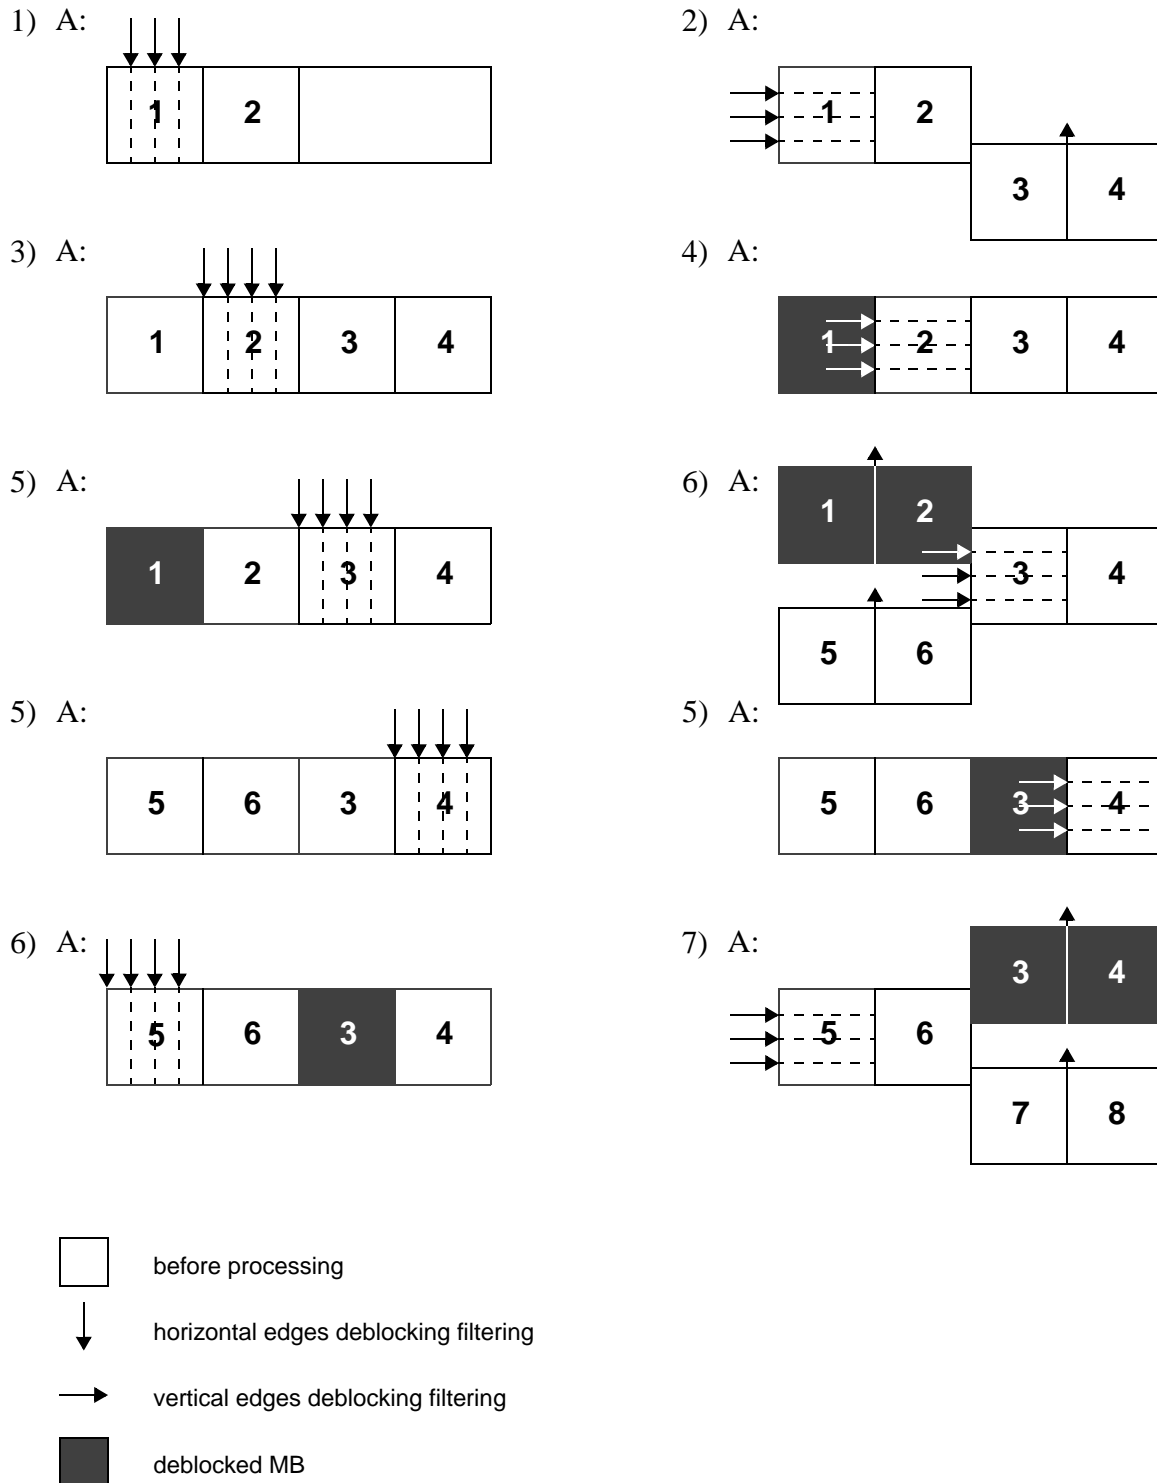 1) A:
1 2
2) A:
1 2
3 4
3) A:
1 2 3 4
4) A:
1 2 3 4
5) A:
1 2 3 4
6) A:
1 2
3 4
5 6
5) A:
5 6 3 4
5) A:
5 6 3 4
6) A:
5 6 3 4
7) A:
3 4
5 6
7 8
before processing
horizontal edges deblocking filtering
vertical edges deblocking filtering
deblocked MB